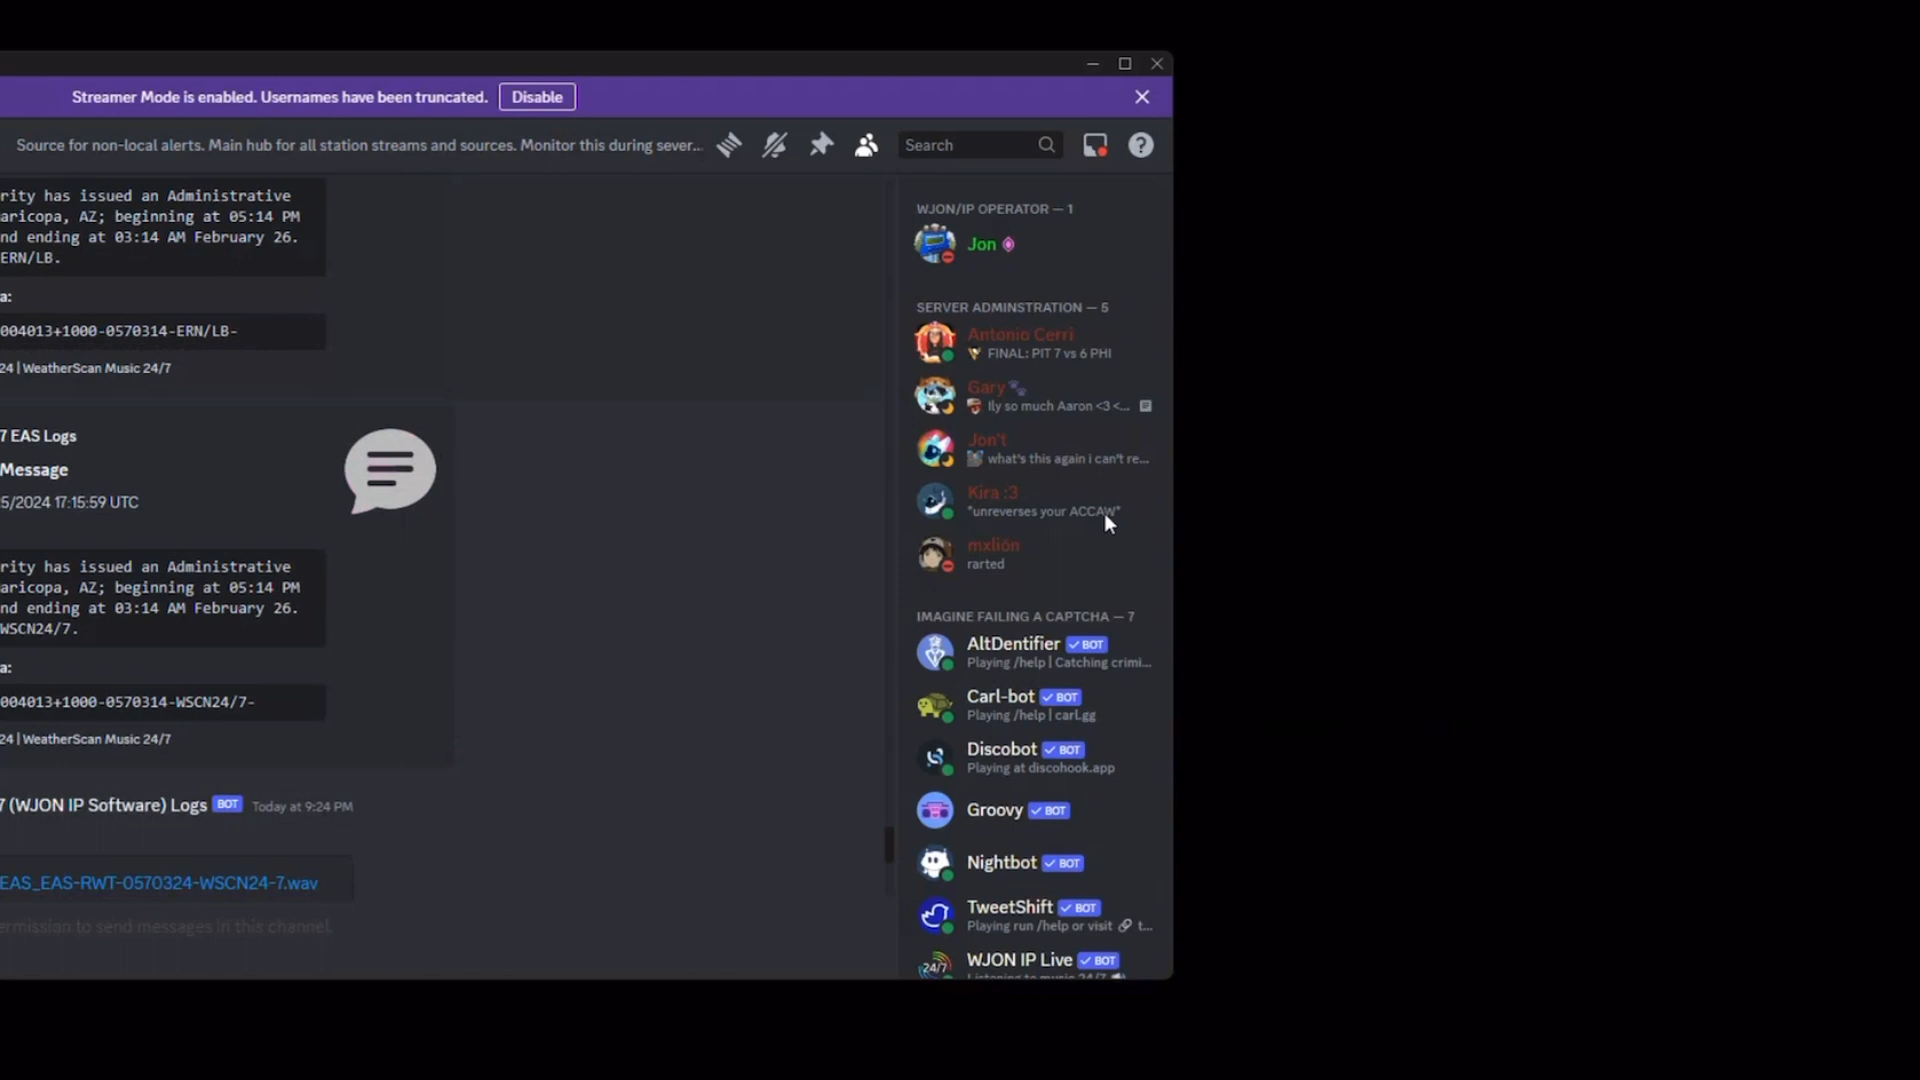 Streamer Mode is enabled. Usernames have been truncated. Disable
Source for non-local alerts. Main hub for all station streams and sources. Monitor this during sever...
Search
rity has issued an Administrative
aricopa, AZ; beginning at 05:14 PM
nd ending at 03:14 AM February 26.
ERN/LB.
a:
004013+1000-0570314-ERN/LB-
24 | WeatherScan Music 24/7
7 EAS Logs
Message
5/2024 17:15:59 UTC
rity has issued an Administrative
aricopa, AZ; beginning at 05:14 PM
nd ending at 03:14 AM February 26.
WSCN24/7.
a:
004013+1000-0570314-WSCN24/7-
24 | WeatherScan Music 24/7
7 (WJON IP Software) Logs BOT Today at 9:24 PM
EAS_EAS-RWT-0570324-WSCN24-7.wav
ermission to send messages in this channel.
WJON/IP OPERATOR — 1
Jon
SERVER ADMINSTRATION — 5
Antonio Cerri
FINAL: PIT 7 vs 6 PHI
Gary
Ily so much Aaron <3 <...
Jon't
what's this again i can't re...
Kira :3
*unreverses your ACCAW*
mxlión
rarted
IMAGINE FAILING A CAPTCHA — 7
AltDentifier BOT
Playing /help | Catching crimi...
Carl-bot BOT
Playing /help | carl.gg
Discobot BOT
Playing at discohook.app
Groovy BOT
Nightbot BOT
TweetShift BOT
Playing run /help or visit t...
WJON IP Live BOT
24/7
Listening to music 24/7